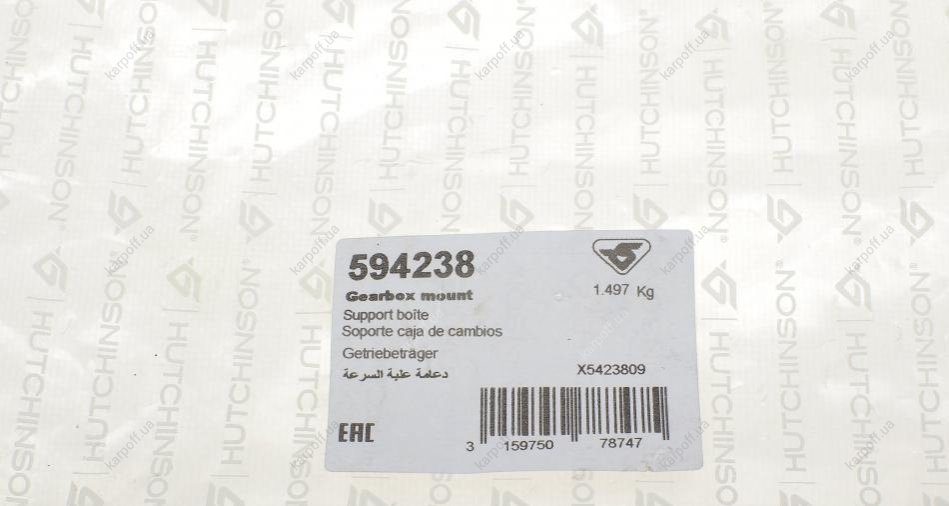 594238
Gearbox mount
1.497 Kg
Support boîte
Soporte caja de cambios
Getriebeträger
دعامة علبة السرعة
X5423809
EAC
3 159750 78747
HUTCHINSON®
karpoff.ua